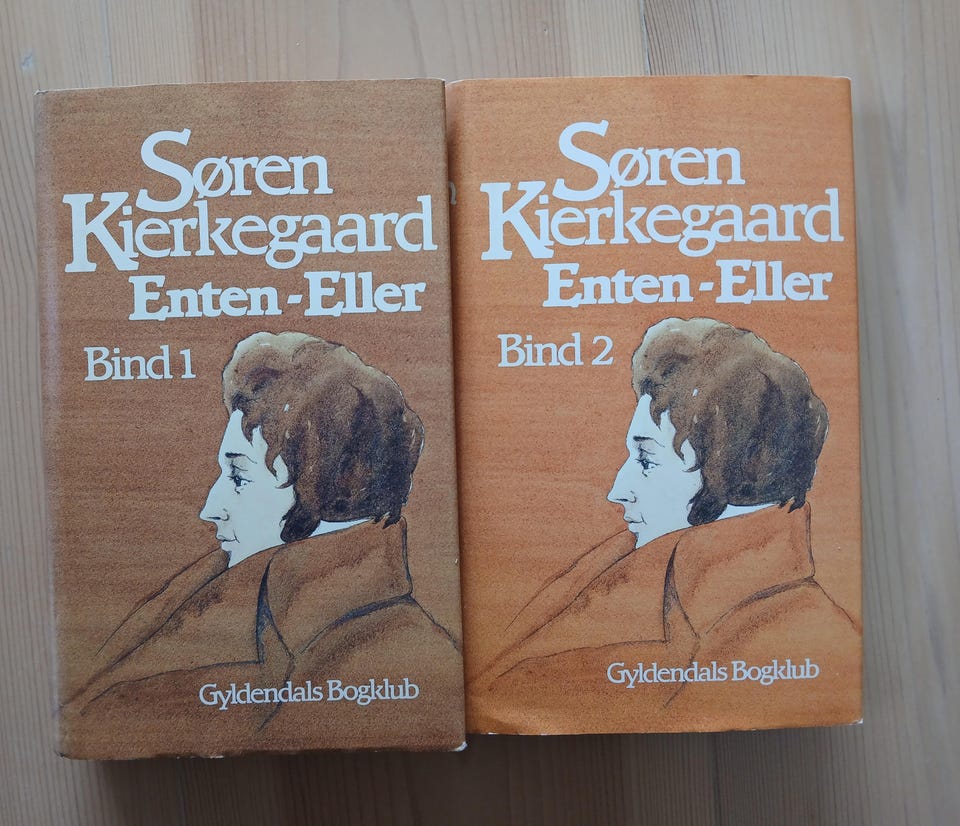 Søren
Kierkegaard
Enten-Eller
Bind 1
Gyldendals Bogklub
Søren
Kierkegaard
Enten-Eller
Bind 2
Gyldendals Bogklub